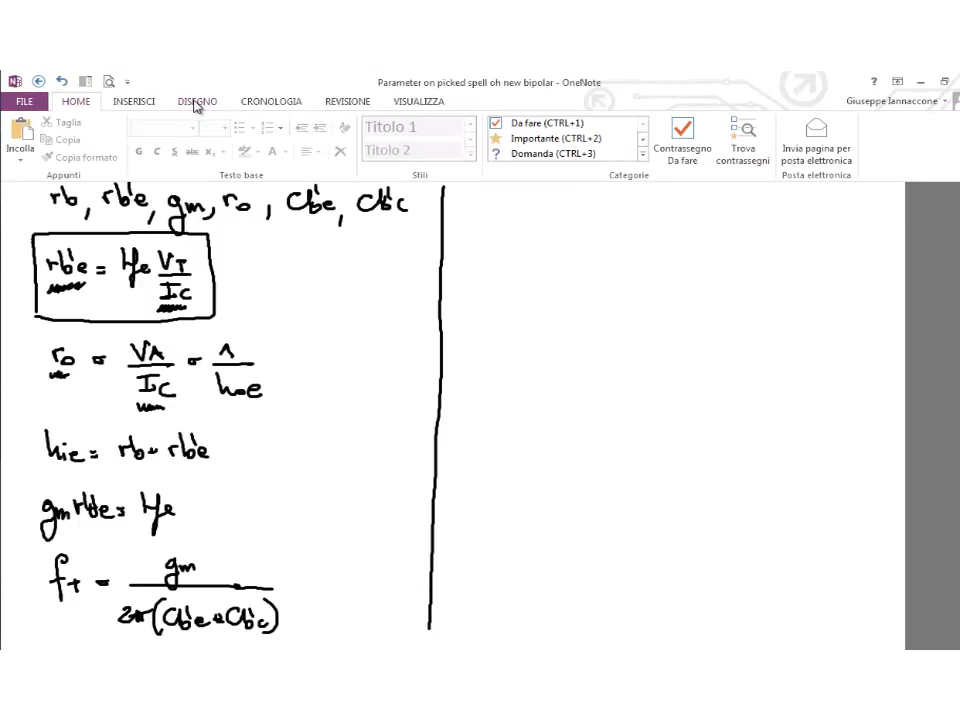 Parameter on picked spell oh new bipolar - OneNote
FILE HOME INSERISCI DISEGNO CRONOLOGIA REVISIONE VISUALIZZA Giuseppe Iannaccone
Incolla
Taglia
Copia
Copia formato
Appunti
G C S abc x₂ A
Testo base
Titolo 1
Titolo 2
Stili
Da fare (CTRL+1)
Importante (CTRL+2)
Domanda (CTRL+3)
Categorie
Contrassegno
Da fare
Trova
contrassegni
Invia pagina per
posta elettronica
Posta elettronica
rb, rb'e, gm, ro, Cb'e, Cb'c
rb'e = hfe VT / IC
ro = VA / IC = 1 / hoe
hie = rb + rb'e
gm rb'e = hfe
fT = gm / 2π(Cb'e + Cb'c)